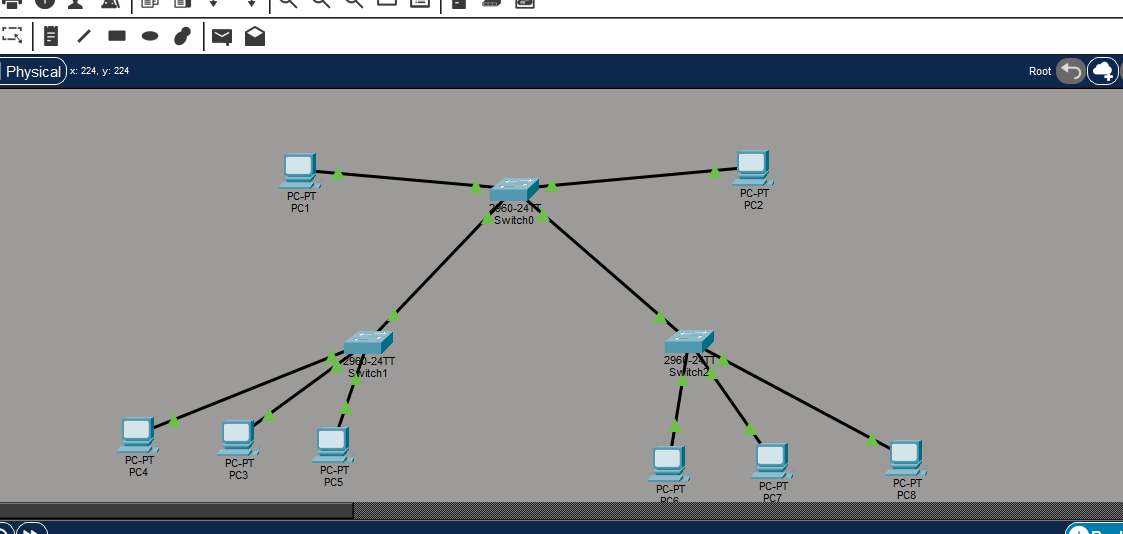 Physical
x: 224, y: 224
Root
PC-PT
PC1
PC-PT
PC2
2960-24TT
Switch0
2960-24TT
Switch1
2960-24TT
Switch2
PC-PT
PC4
PC-PT
PC3
PC-PT
PC5
PC-PT
PC6
PC-PT
PC7
PC-PT
PC8